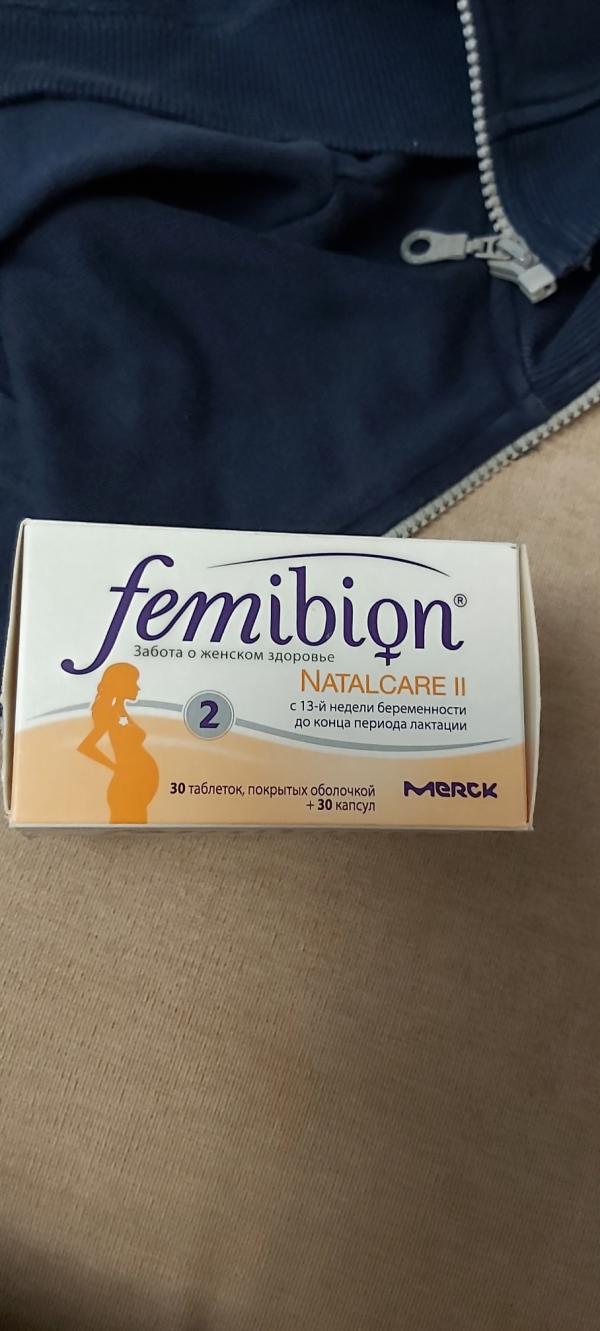 femibion®
Забота о женском здоровье
NATALCARE II
с 13-й недели беременности
до конца периода лактации
2
30 таблеток, покрытых оболочкой
+ 30 капсул
MERCK